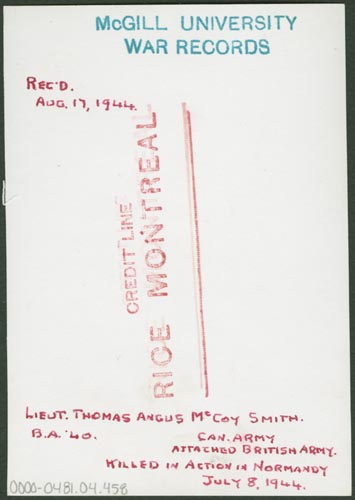 McGILL UNIVERSITY
WAR RECORDS
REC'D.
AUG. 17, 1944.
CREDIT LINE
RICE MONTREAL
LIEUT. THOMAS ANGUS McCOY SMITH.
B.A. '40.
CAN. ARMY
ATTACHED BRITISH ARMY.
KILLED IN ACTION IN NORMANDY
JULY 8, 1944.
0000-0481.04.458